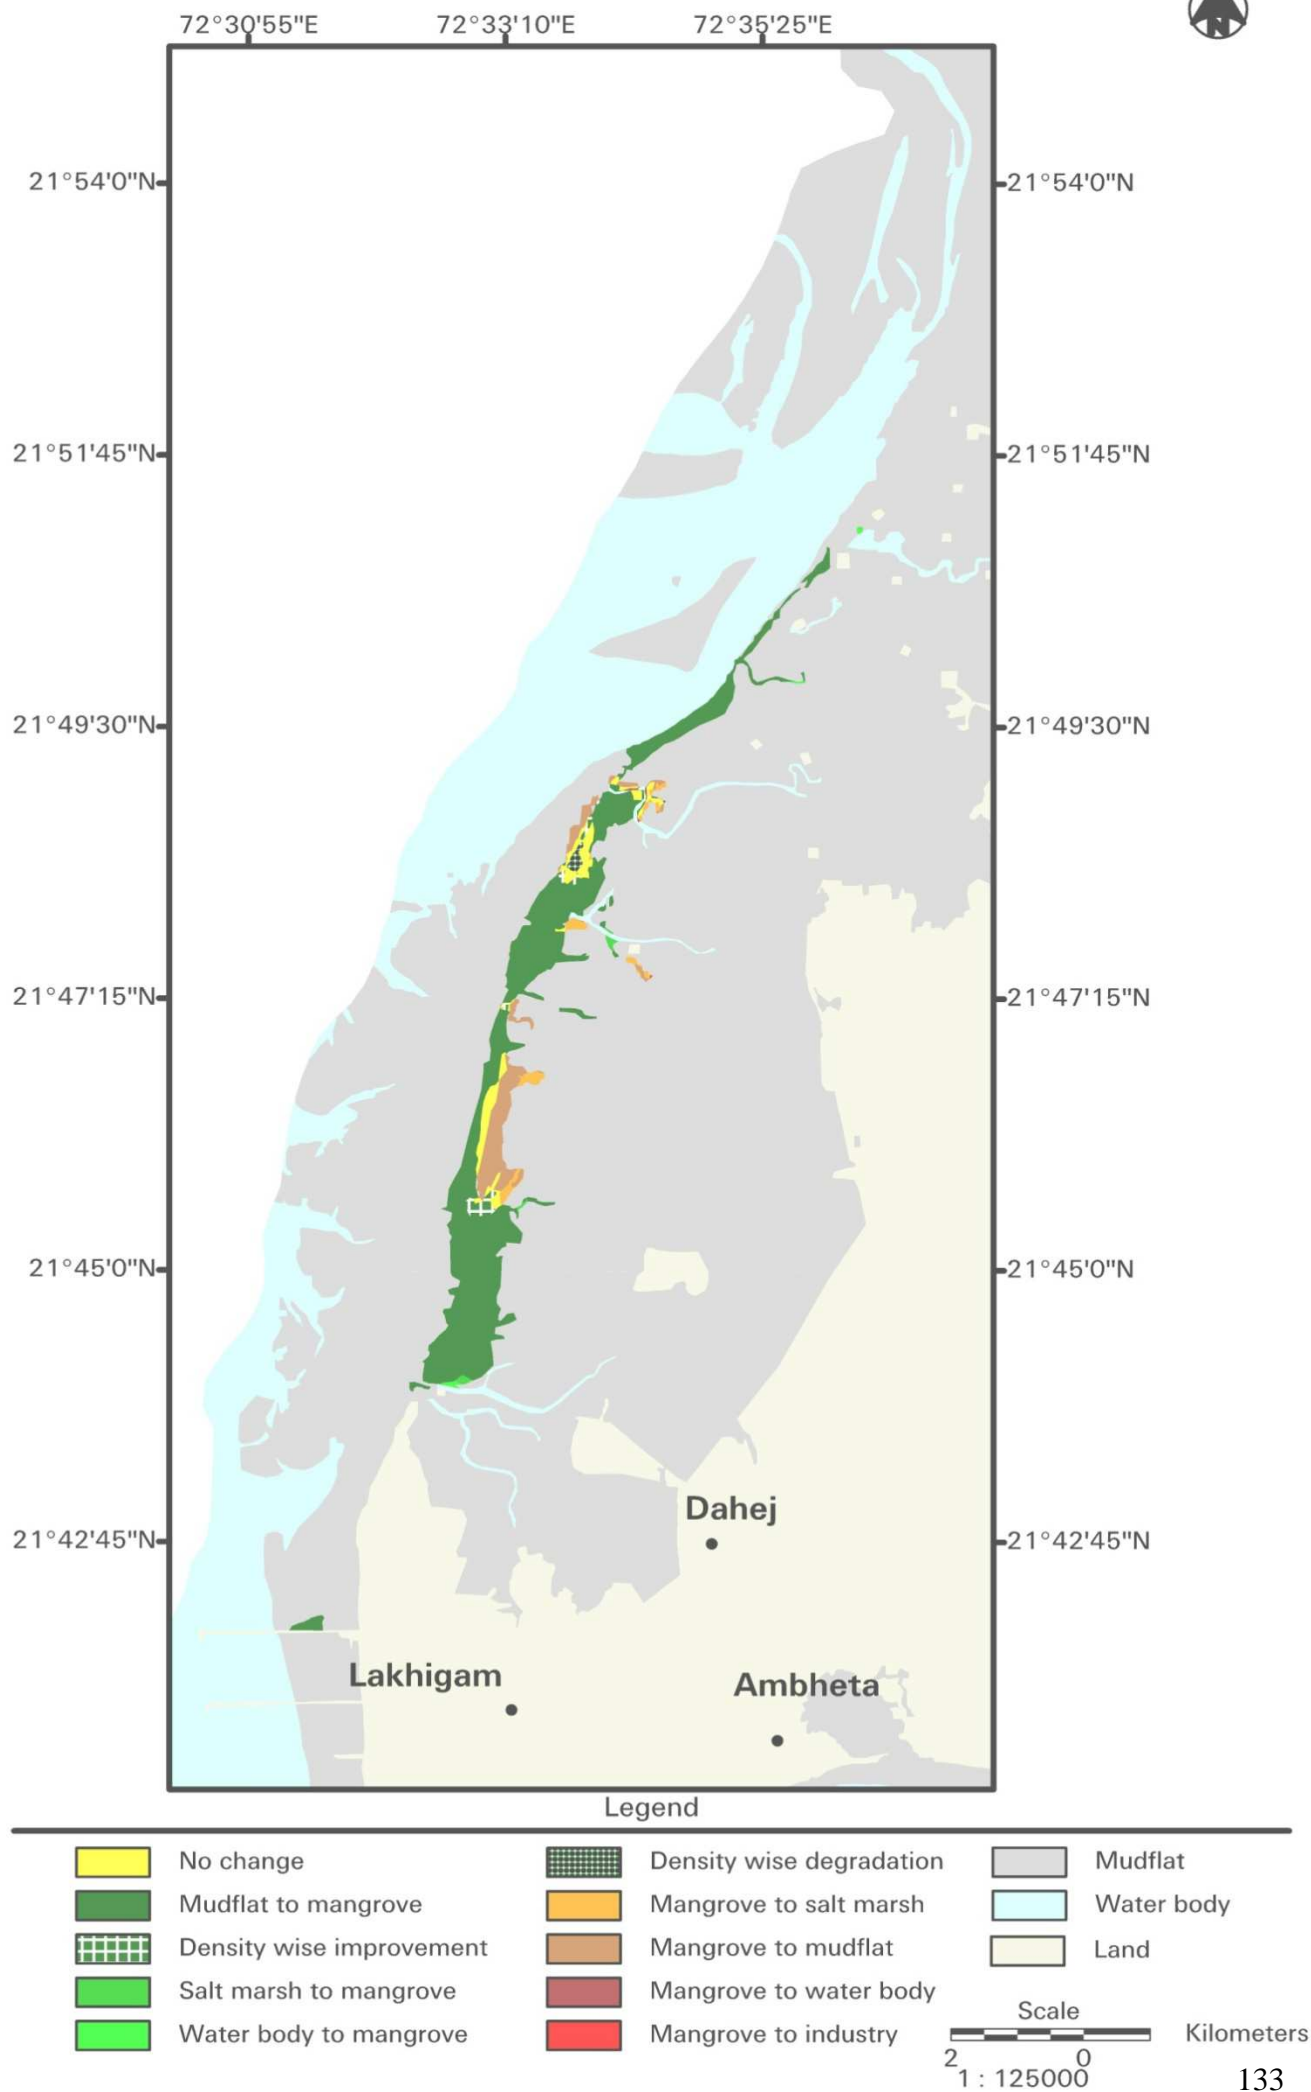 72°30'55"E 72°33'10"E 72°35'25"E
N
21°54'0"N 21°54'0"N
21°51'45"N 21°51'45"N
21°49'30"N 21°49'30"N
21°47'15"N 21°47'15"N
21°45'0"N 21°45'0"N
Dahej
21°42'45"N 21°42'45"N
Lakhigam
Ambheta
Legend
No change
Mudflat to mangrove
Density wise improvement
Salt marsh to mangrove
Water body to mangrove
Density wise degradation
Mangrove to salt marsh
Mangrove to mudflat
Mangrove to water body
Mangrove to industry
Mudflat
Water body
Land
Scale
Kilometers
2 0
1 : 125000
133